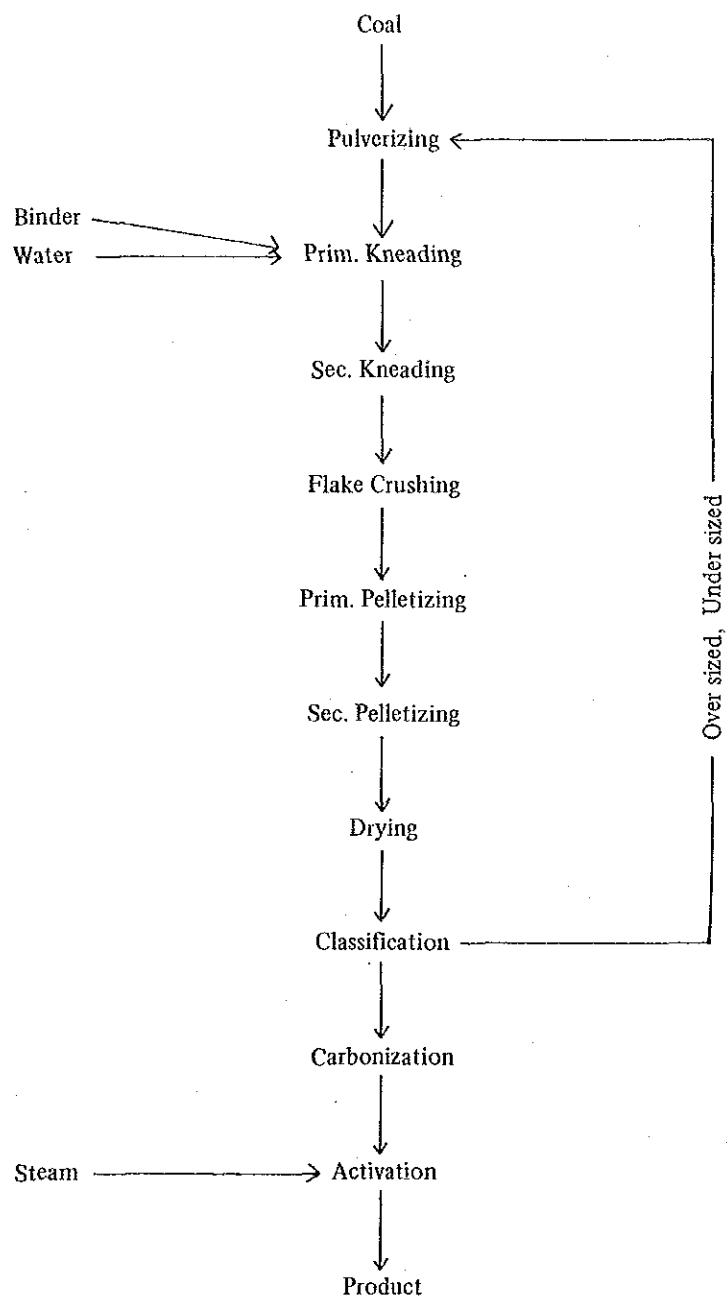 Coal
Pulverizing
Binder
Water
Prim. Kneading
Sec. Kneading
Flake Crushing
Prim. Pelletizing
Sec. Pelletizing
Drying
Classification
Over sized, Under sized
Carbonization
Steam
Activation
Product